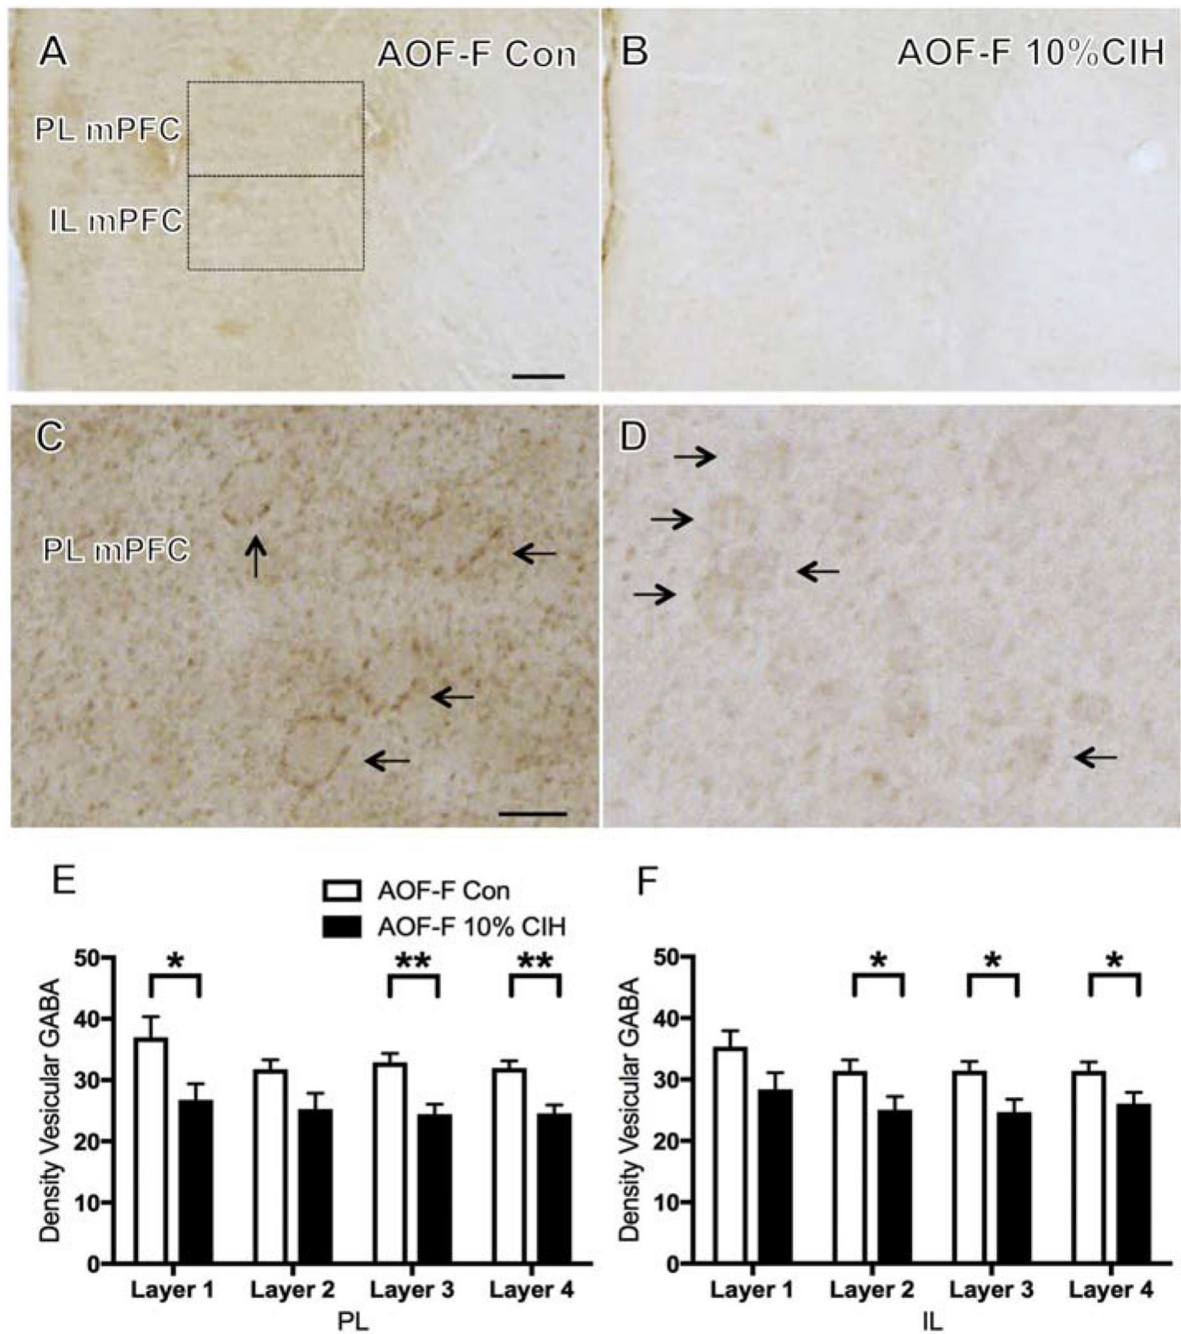 A
AOF-F Con
PL mPFC
IL mPFC
B
AOF-F 10%CIH
C
PL mPFC
D
E
AOF-F Con
AOF-F 10% CIH
Density Vesicular GABA
50
40
30
20
10
0
*
**
**
Layer 1 Layer 2 Layer 3 Layer 4
PL
F
Density Vesicular GABA
50
40
30
20
10
0
*
*
*
Layer 1 Layer 2 Layer 3 Layer 4
IL